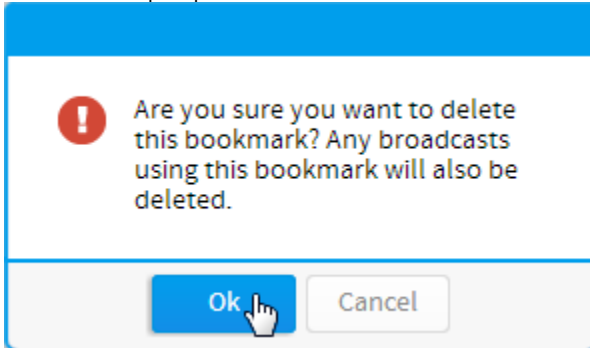 Are you sure you want to delete
this bookmark? Any broadcasts
using this bookmark will also be
deleted.
Ok
Cancel